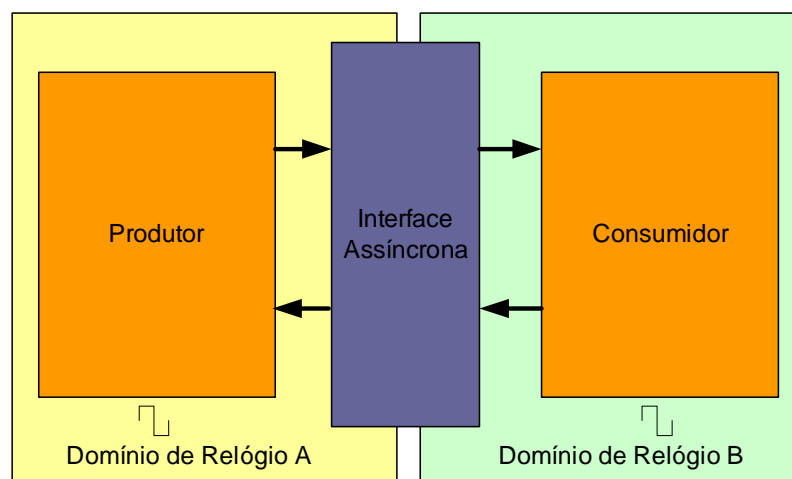 Produtor
Interface
Assíncrona
Consumidor
Domínio de Relógio A
Domínio de Relógio B